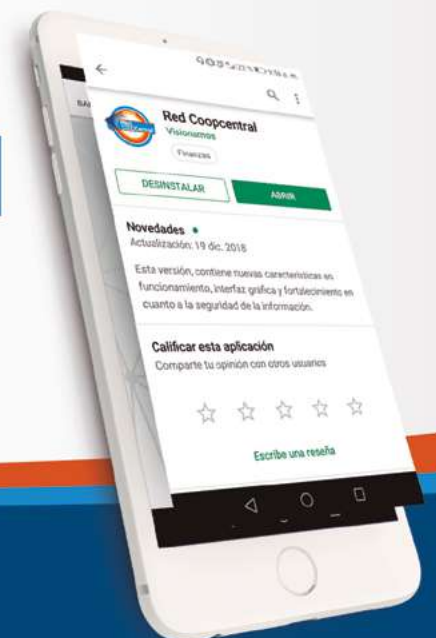 Red Coopcentral
Visionamos
Finanzas
DESINSTALAR
ABRIR
Novedades
Actualización: 19 dic. 2018
Esta versión, contiene nuevas características en
funcionamiento, interfaz gráfica y fortalecimiento en
cuanto a la seguridad de la información.
Calificar esta aplicación
Comparte tu opinión con otros usuarios
Escribe una reseña